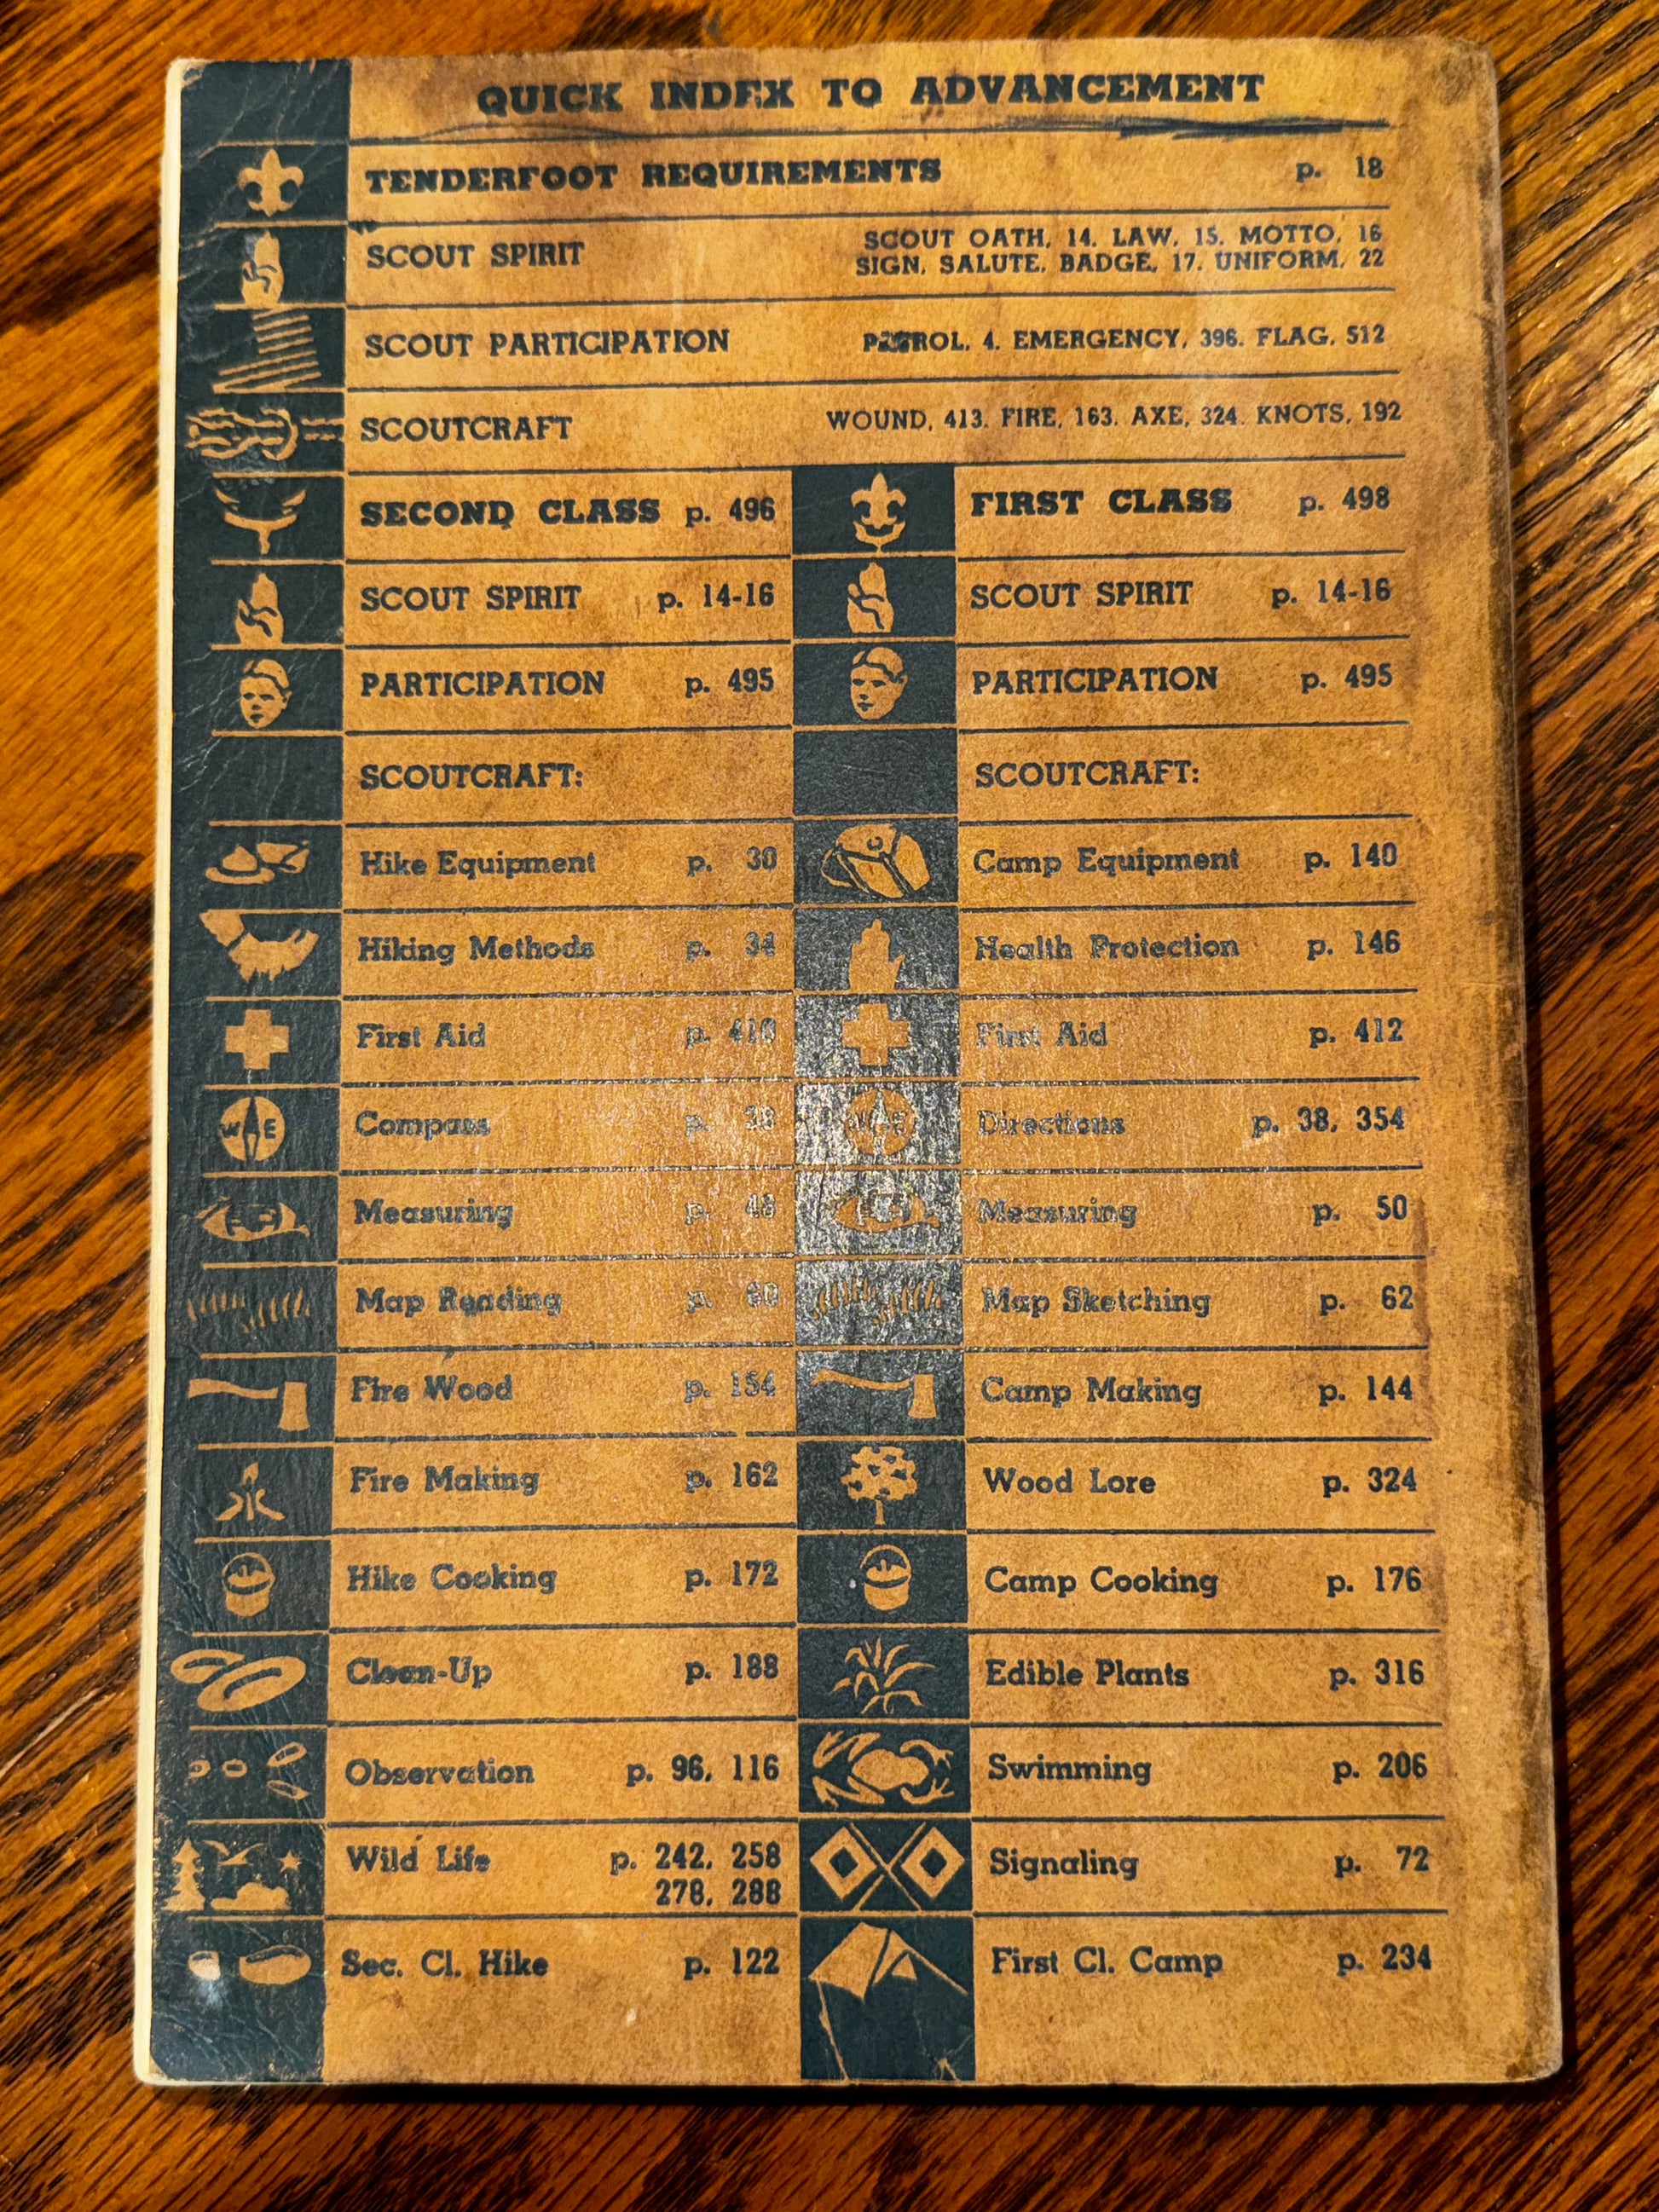 QUICK INDEX TO ADVANCEMENT
TENDERFOOT REQUIREMENTS p. 18
SCOUT SPIRIT SCOUT OATH, 14. LAW, 15. MOTTO, 16
SIGN, SALUTE, BADGE, 17. UNIFORM, 22
SCOUT PARTICIPATION PATROL, 4. EMERGENCY, 396. FLAG, 512
SCOUTCRAFT WOUND, 413. FIRE, 163. AXE, 324. KNOTS, 192
SECOND CLASS p. 496 FIRST CLASS p. 498
SCOUT SPIRIT p. 14-16 SCOUT SPIRIT p. 14-16
PARTICIPATION p. 495 PARTICIPATION p. 495
SCOUTCRAFT: SCOUTCRAFT:
Hike Equipment p. 30 Camp Equipment p. 140
Hiking Methods p. 34 Health Protection p. 146
First Aid p. 410 First Aid p. 412
W E Compass p. 38 Directions p. 38, 354
Measuring p. 48 Measuring p. 50
Map Reading p. 60 Map Sketching p. 62
Fire Wood p. 154 Camp Making p. 144
Fire Making p. 162 Wood Lore p. 324
Hike Cooking p. 172 Camp Cooking p. 176
Clean-Up p. 188 Edible Plants p. 316
Observation p. 96, 116 Swimming p. 206
Wild Life p. 242, 258 Signaling p. 72
278, 288
Sec. Cl. Hike p. 122 First Cl. Camp p. 234